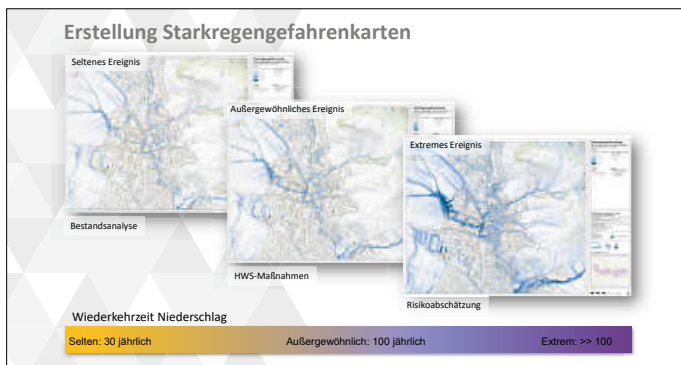 Erstellung Starkregengefahrenkarten
Seltenes Ereignis
Außergewöhnliches Ereignis
Extremes Ereignis
Bestandsanalyse
HWS-Maßnahmen
Risikoabschätzung
Wiederkehrzeit Niederschlag
Selten: 30 jährlich
Außergewöhnlich: 100 jährlich
Extrem: >> 100